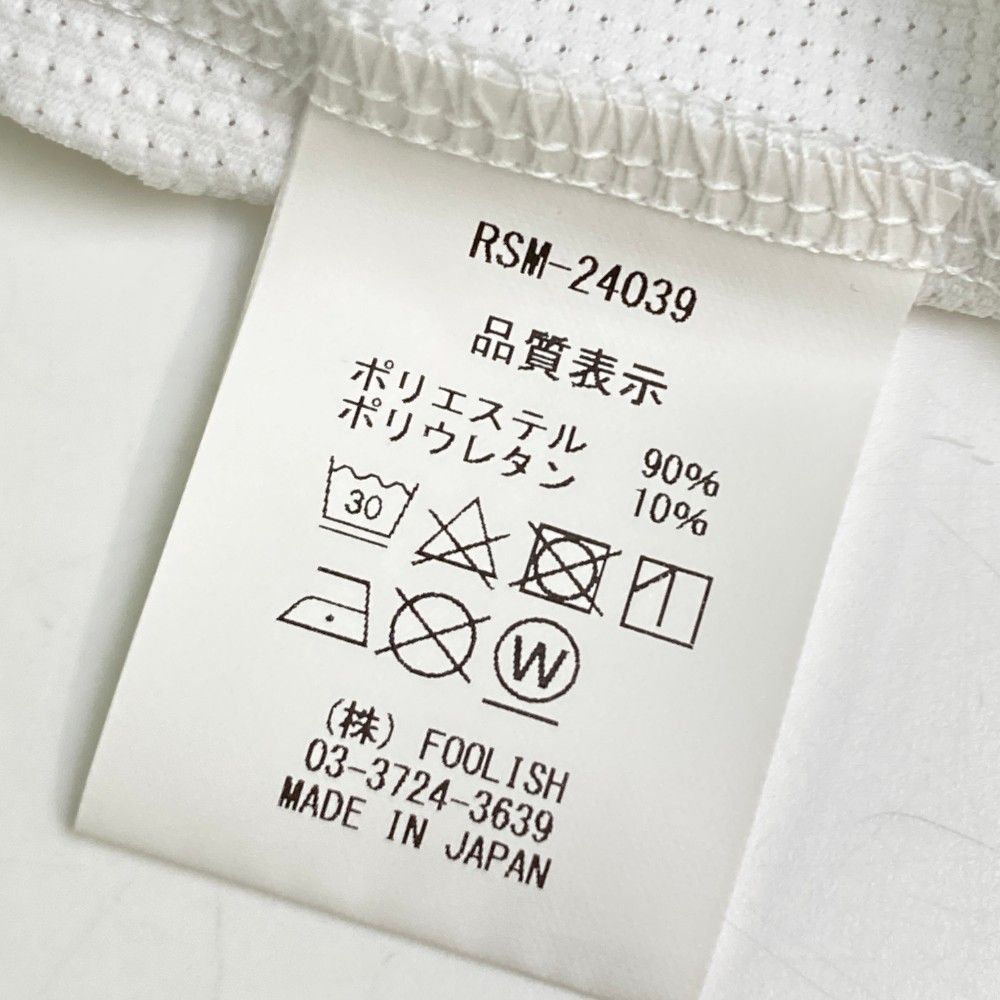 RSM-24039
品質表示
ポリエステル 90%
ポリウレタン 10%
30
W
(株) FOOLISH
03-3724-3639
MADE IN JAPAN